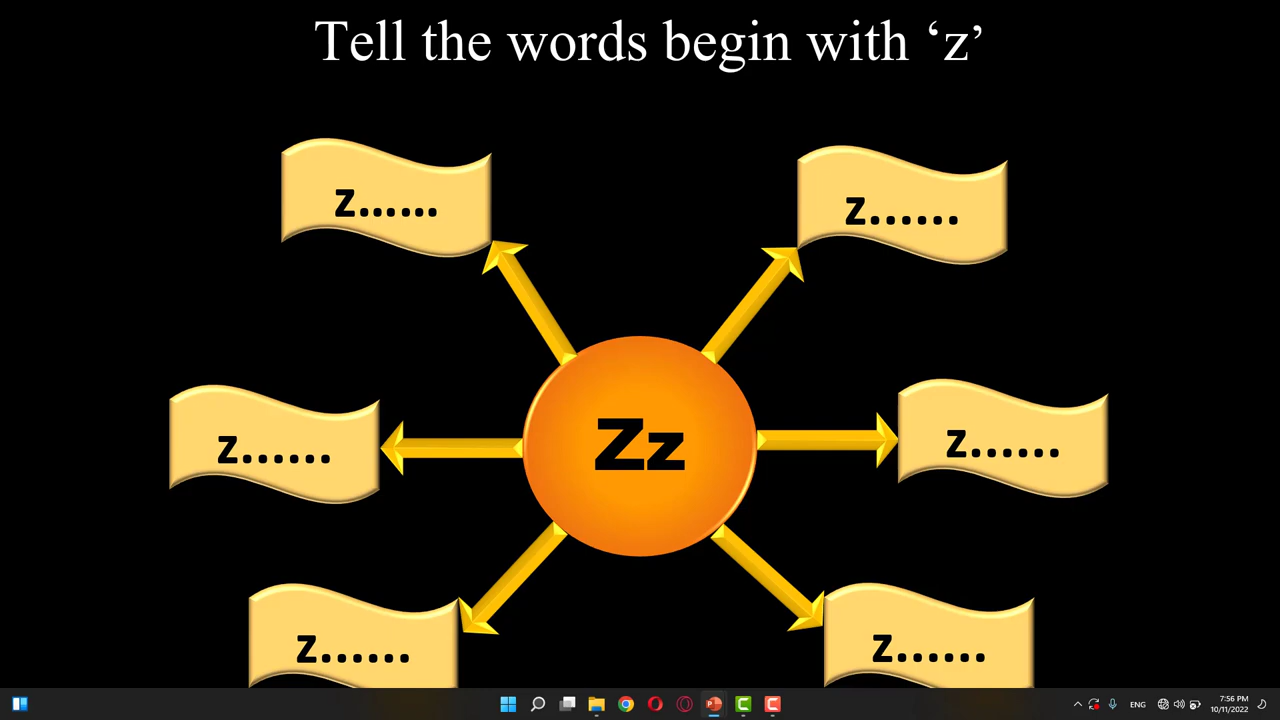 Tell the words begin with ‘z’
z......
z......
Zz
z......
z......
z......
z......
ENG
7:56 PM
10/11/2022